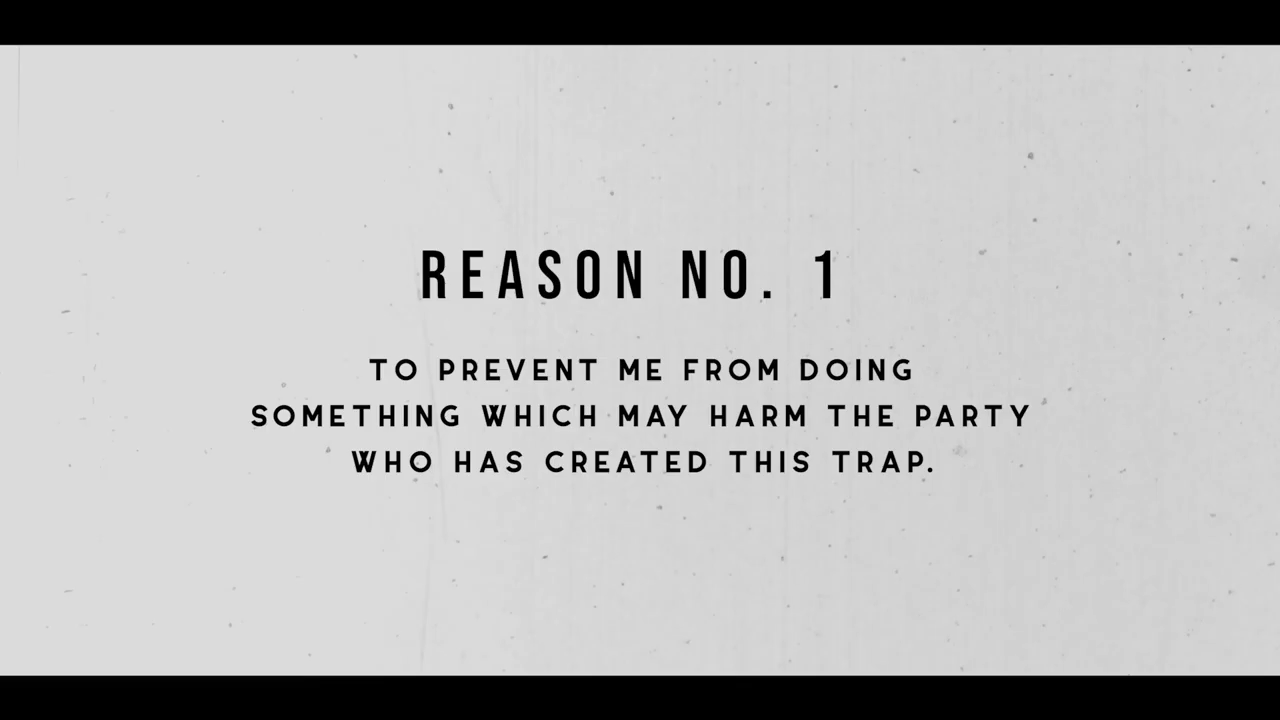 REASON NO. 1
TO PREVENT ME FROM DOING
SOMETHING WHICH MAY HARM THE PARTY
WHO HAS CREATED THIS TRAP.